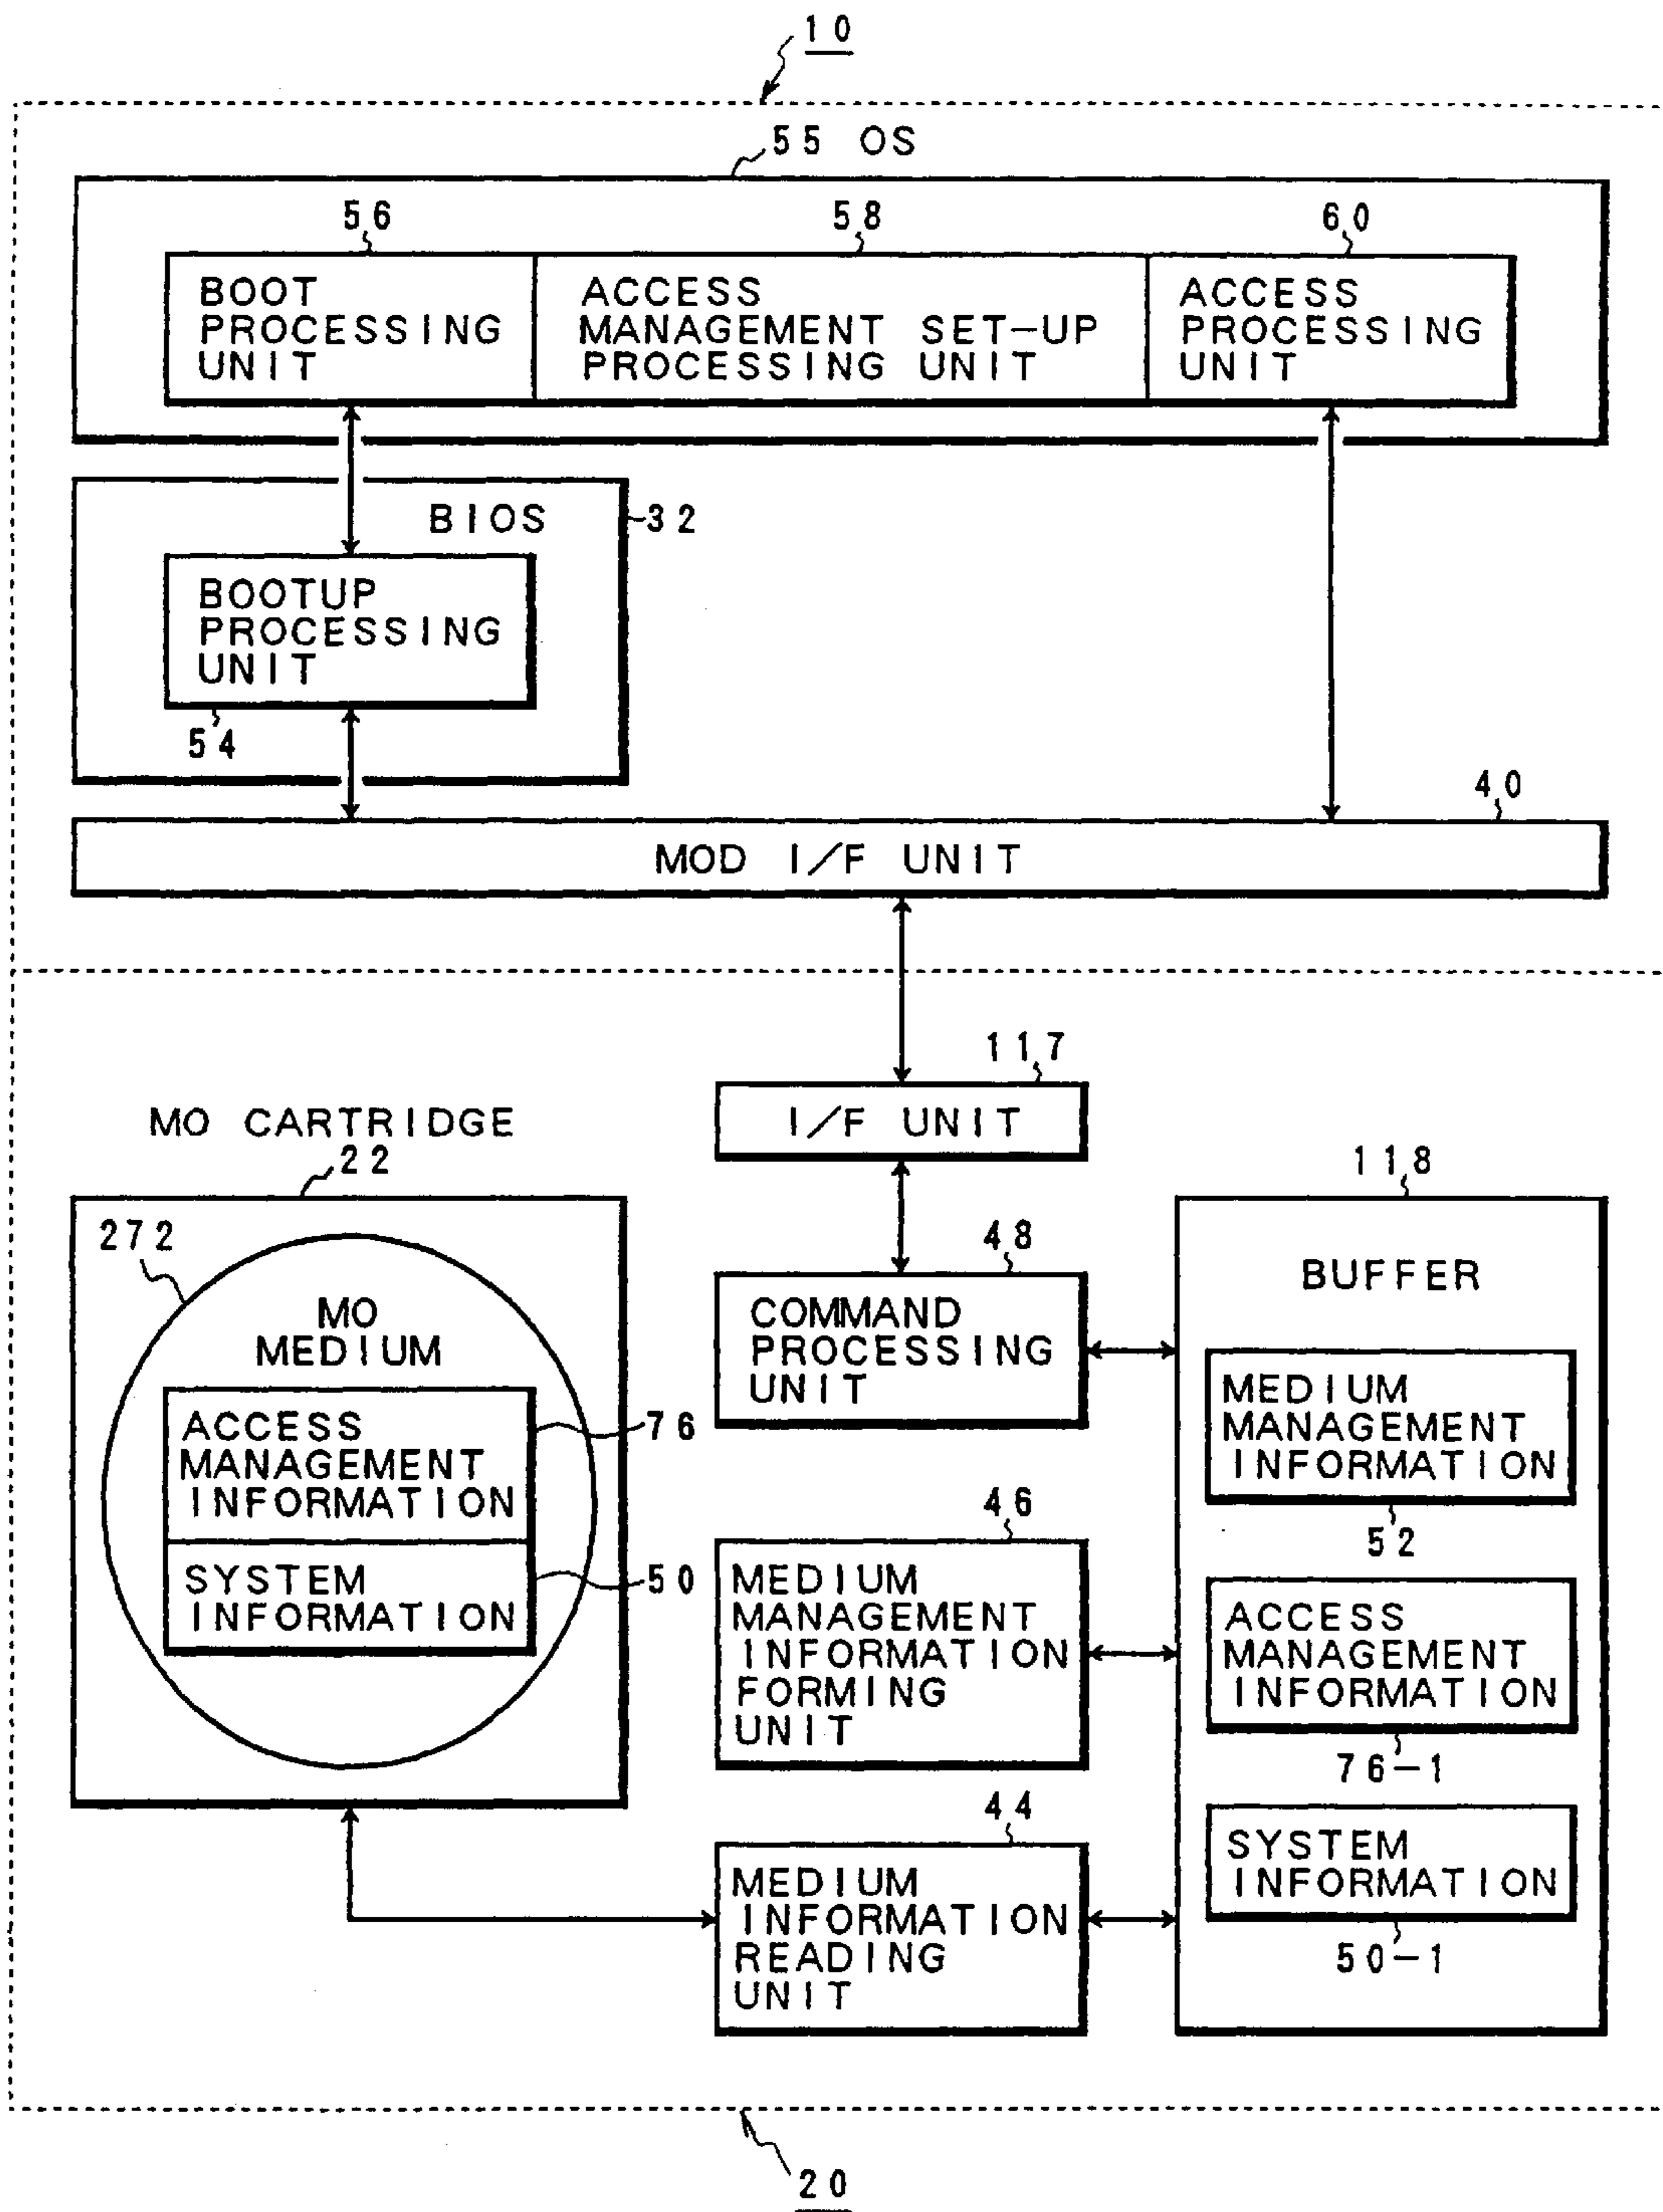 10
55 OS
56
58
60
BOOT
PROCESSING
UNIT
ACCESS
MANAGEMENT SET-UP
PROCESSING UNIT
ACCESS
PROCESSING
UNIT
BIOS
32
BOOTUP
PROCESSING
UNIT
54
40
MOD I/F UNIT
117
I/F UNIT
MO CARTRIDGE
22
272
MO
MEDIUM
ACCESS
MANAGEMENT
INFORMATION
76
SYSTEM
INFORMATION
50
48
COMMAND
PROCESSING
UNIT
46
MEDIUM
MANAGEMENT
INFORMATION
FORMING
UNIT
44
MEDIUM
INFORMATION
READING
UNIT
118
BUFFER
MEDIUM
MANAGEMENT
INFORMATION
52
ACCESS
MANAGEMENT
INFORMATION
76-1
SYSTEM
INFORMATION
50-1
20